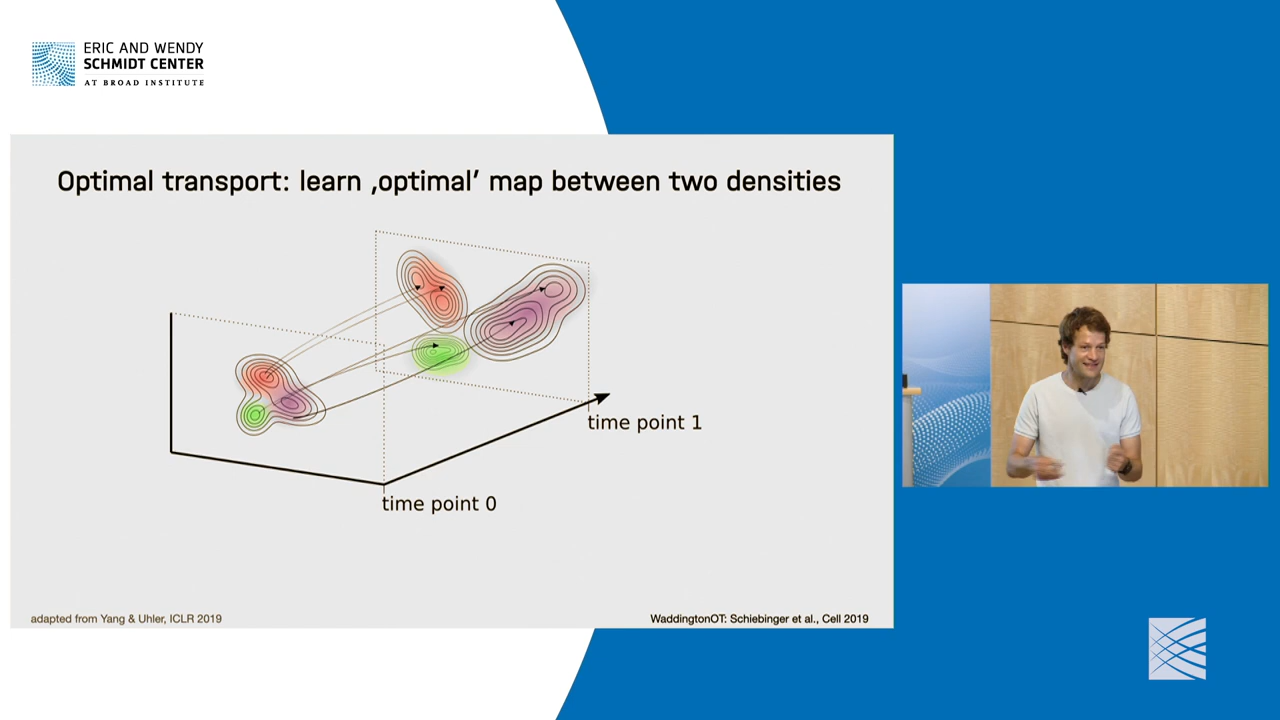 ERIC AND WENDY
SCHMIDT CENTER
AT BROAD INSTITUTE
Optimal transport: learn ‚optimal’ map between two densities
time point 1
time point 0
adapted from Yang & Uhler, ICLR 2019
WaddingtonOT: Schiebinger et al., Cell 2019